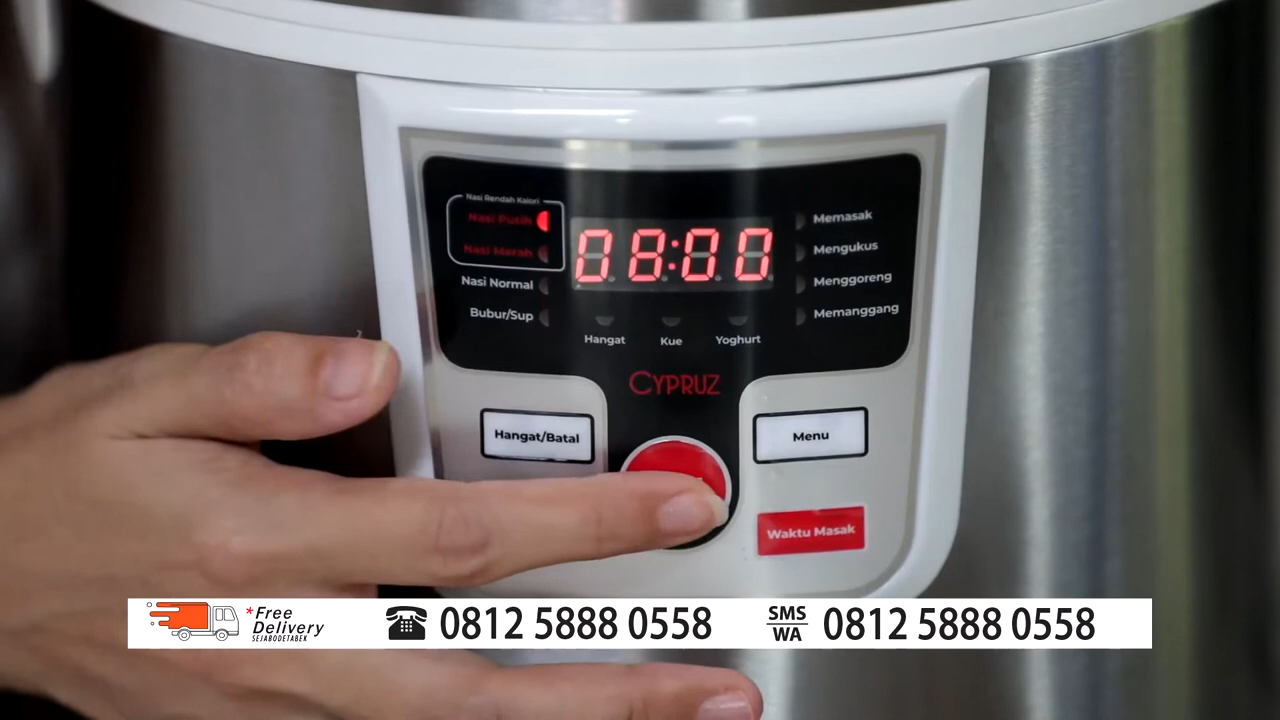 Nasi Rendah Kalori
Nasi Putih
Nasi Merah
Nasi Normal
Bubur/Sup
08:00
Hangat
Kue
Yoghurt
Memasak
Mengukus
Menggoreng
Memanggang
CYPRUZ
Hangat/Batal
Menu
Waktu Masak
*Free
Delivery
SEJABODETABEK
0812 5888 0558
SMS
WA
0812 5888 0558